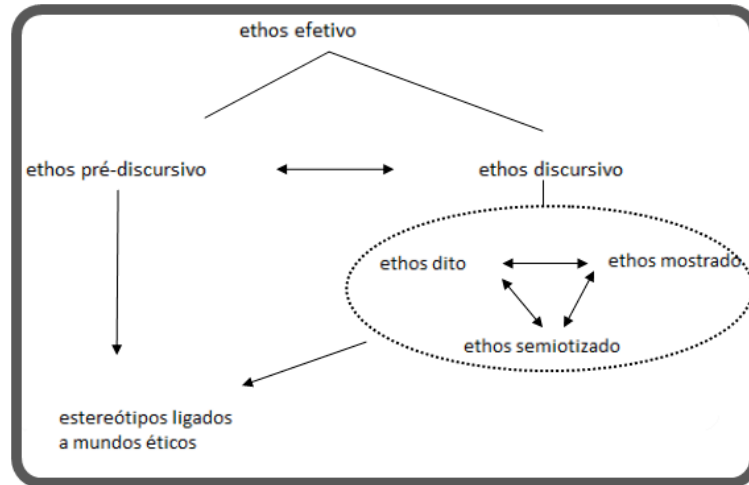 ethos efetivo
ethos pré-discursivo
ethos discursivo
ethos dito
ethos mostrado
ethos semiotizado
estereótipos ligados
a mundos éticos